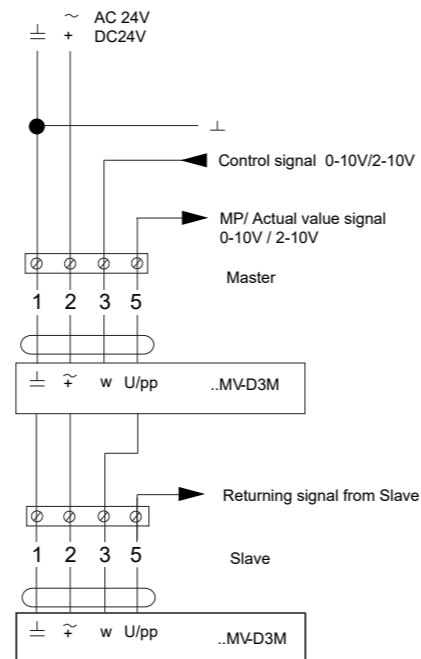 ⊥ ~ AC 24V
+ DC24V
⊥
Control signal 0-10V/2-10V
MP/ Actual value signal
0-10V / 2-10V
Master
1 2 3 5
⊥ ~+ w U/pp ..MV-D3M
Returning signal from Slave
1 2 3 5
Slave
⊥ ~+ w U/pp ..MV-D3M